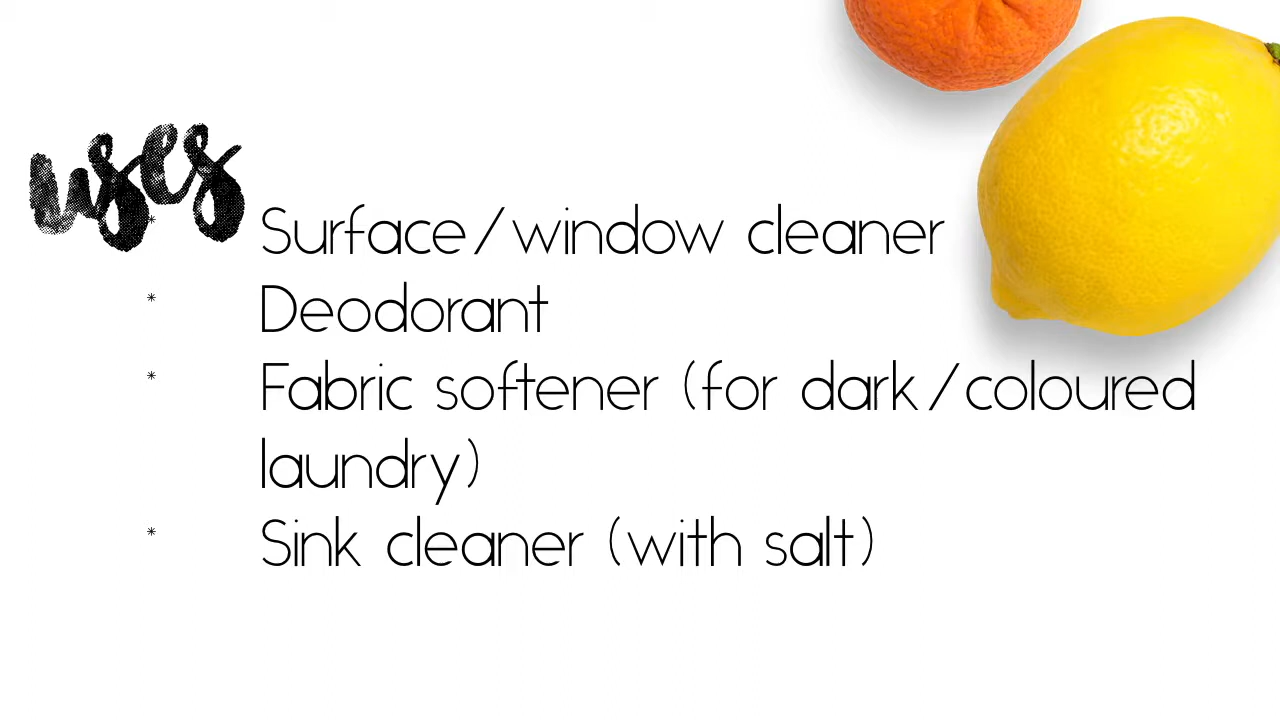 uses
* Surface/window cleaner
* Deodorant
* Fabric softener (for dark/coloured
laundry)
* Sink cleaner (with salt)